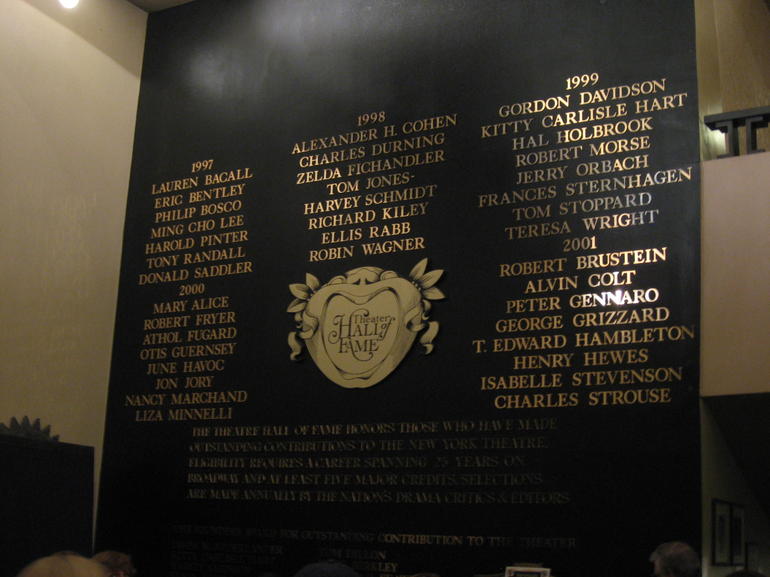 1997
LAUREN BACALL
ERIC BENTLEY
PHILIP BOSCO
MING CHO LEE
HAROLD PINTER
TONY RANDALL
DONALD SADDLER
2000
MARY ALICE
ROBERT FRYER
ATHOL FUGARD
OTIS GUERNSEY
JUNE HAVOC
JON JORY
NANCY MARCHAND
LIZA MINNELLI
1998
ALEXANDER H. COHEN
CHARLES DURNING
ZELDA FICHANDLER
TOM JONES-
HARVEY SCHMIDT
RICHARD KILEY
ELLIS RABB
ROBIN WAGNER
Theater
HALL of
FAME
1999
GORDON DAVIDSON
KITTY CARLISLE HART
HAL HOLBROOK
ROBERT MORSE
JERRY ORBACH
FRANCES STERNHAGEN
TOM STOPPARD
TERESA WRIGHT
2001
ROBERT BRUSTEIN
ALVIN COLT
PETER GENNARO
GEORGE GRIZZARD
T. EDWARD HAMBLETON
HENRY HEWES
ISABELLE STEVENSON
CHARLES STROUSE
THE THEATRE HALL OF FAME HONORS THOSE WHO HAVE MADE
OUTSTANDING CONTRIBUTIONS TO THE NEW YORK THEATRE.
ELIGIBILITY REQUIRES A CAREER SPANNING 25 YEARS ON
BROADWAY AND AT LEAST FIVE MAJOR CREDITS. SELECTIONS
ARE MADE ANNUALLY BY THE NATION'S DRAMA CRITICS & EDITORS
THE FOUNDERS AWARD FOR OUTSTANDING CONTRIBUTION TO THE THEATER
TOM DILLON